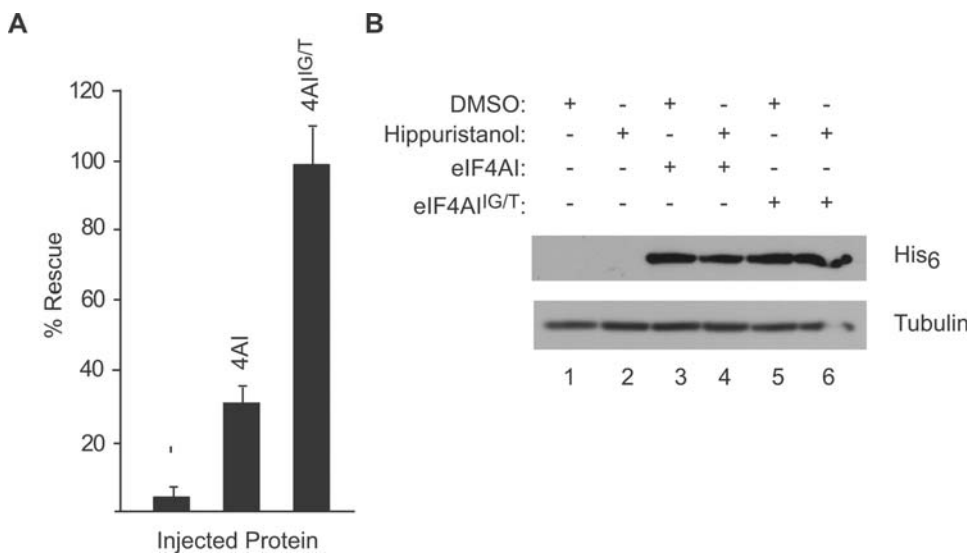 A
120
100
80
60
40
20
% Rescue
-
4AI
4AI^IG/T
Injected Protein
B
DMSO: + - + - + -
Hippuristanol: - + - + - +
eIF4AI: - - + + - -
eIF4AI^IG/T: - - - - + +
His6
Tubulin
1 2 3 4 5 6